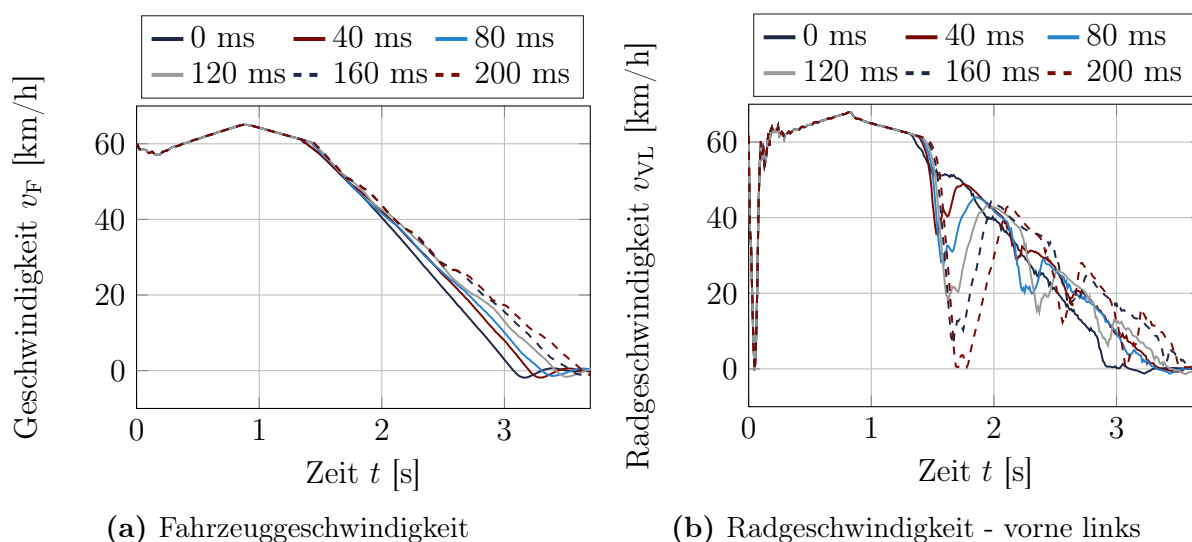 0 ms 40 ms 80 ms
120 ms 160 ms 200 ms
Geschwindigkeit v_F [km/h]
60
40
20
0
0 1 2 3
Zeit t [s]
(a) Fahrzeuggeschwindigkeit
0 ms 40 ms 80 ms
120 ms 160 ms 200 ms
Radgeschwindigkeit v_VL [km/h]
60
40
20
0
0 1 2 3
Zeit t [s]
(b) Radgeschwindigkeit - vorne links